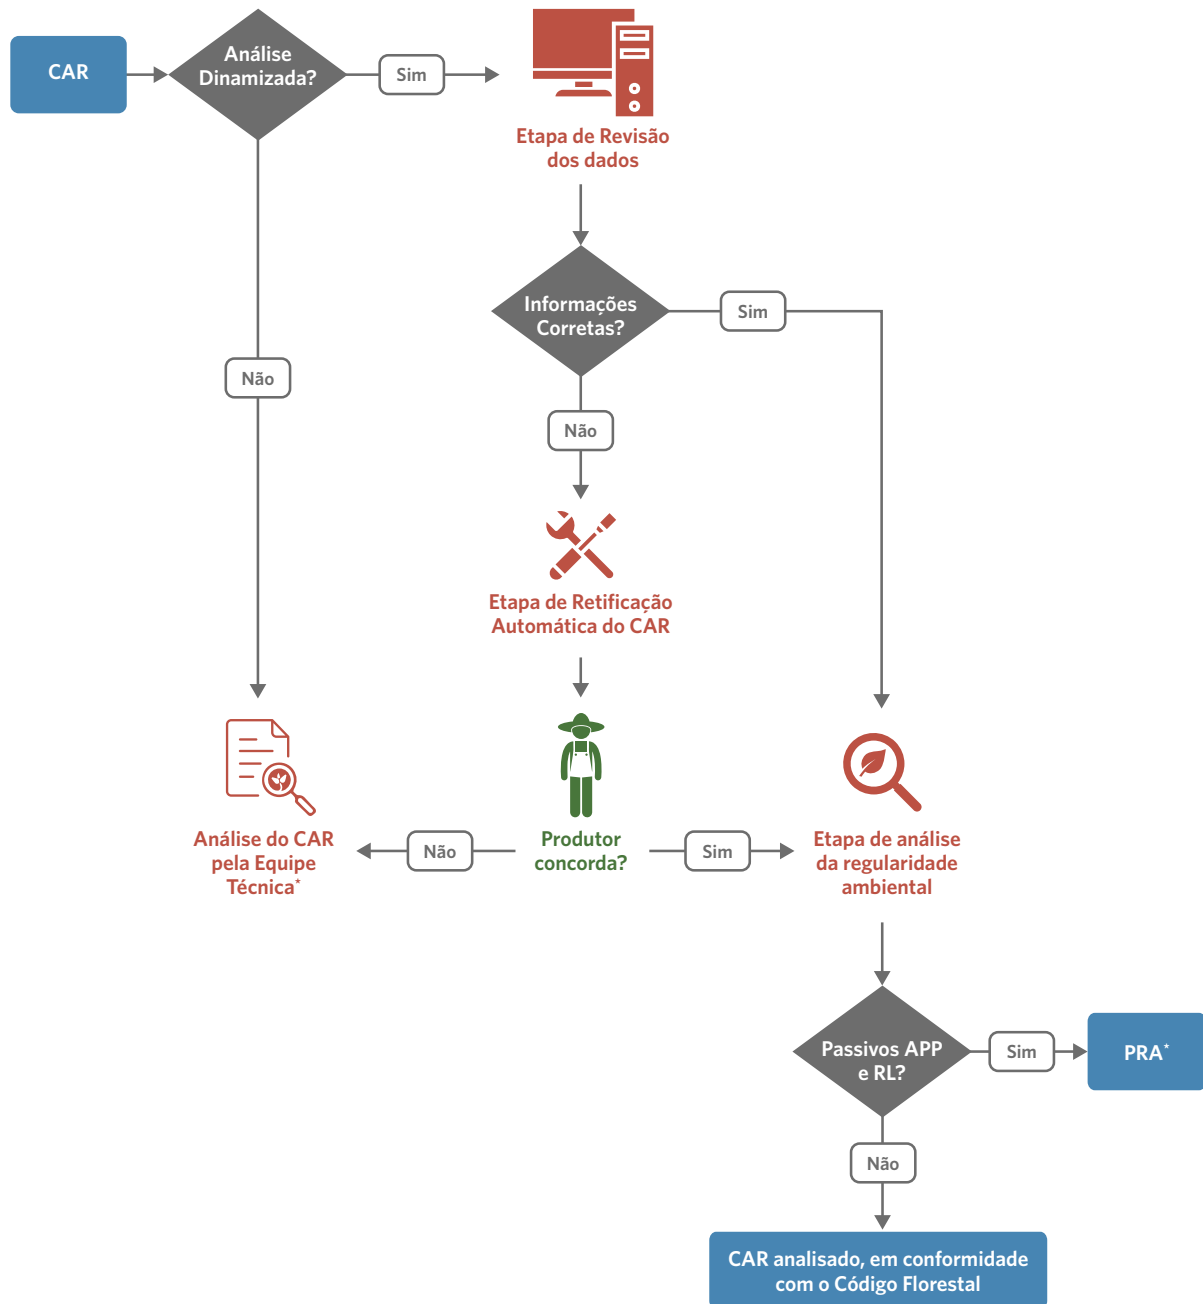 CAR
Análise
Dinamizada?
Sim
Etapa de Revisão
dos dados
Informações
Corretas?
Sim
Não
Não
Etapa de Retificação
Automática do CAR
Análise do CAR
pela Equipe
Técnica*
Não
Produtor
concorda?
Sim
Etapa de análise
da regularidade
ambiental
Passivos APP
e RL?
Sim
PRA*
Não
CAR analisado, em conformidade
com o Código Florestal